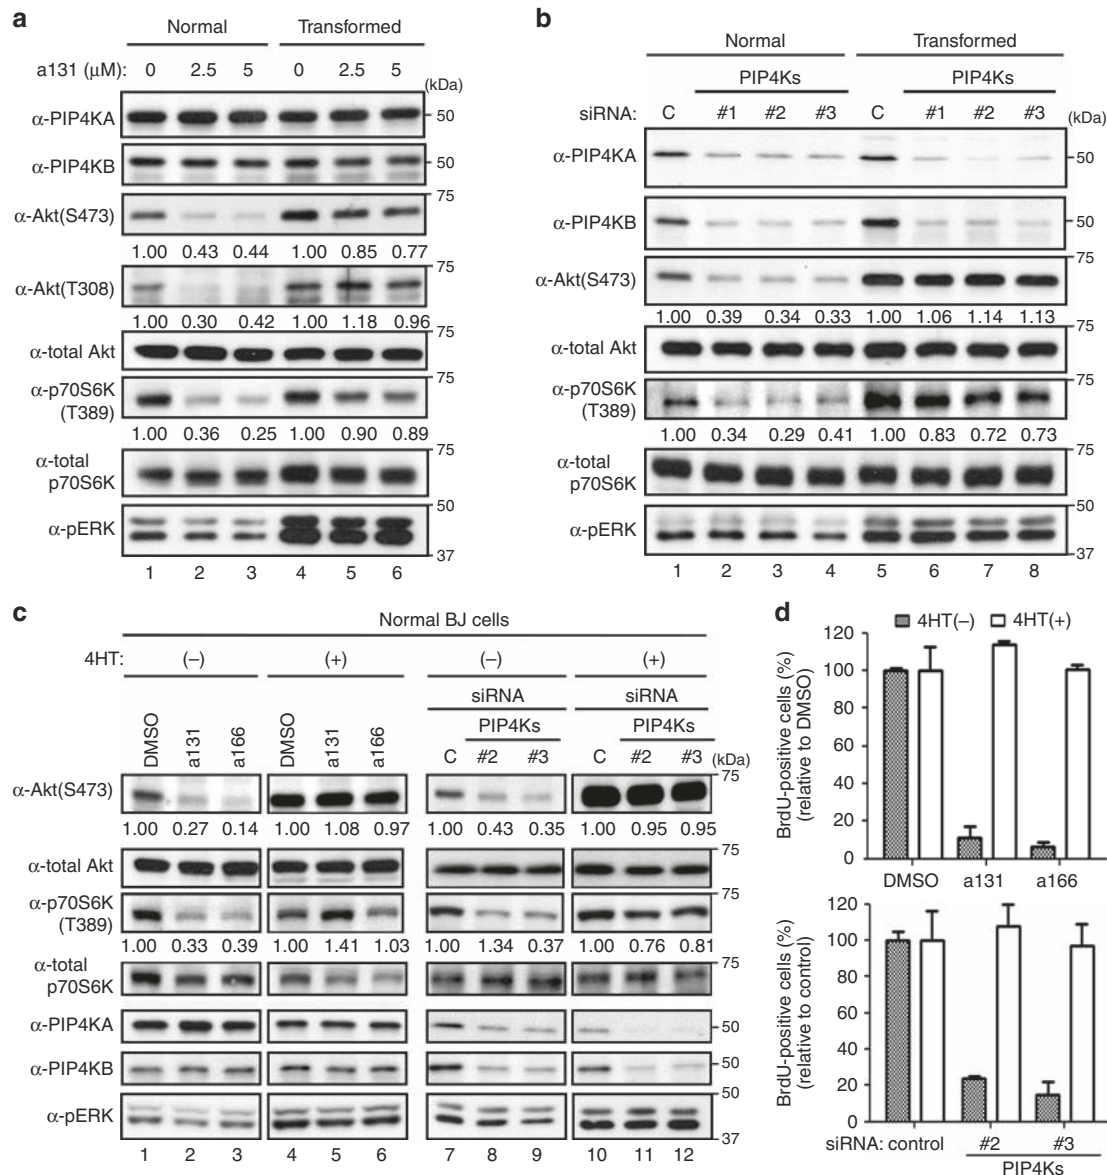 a
Normal Transformed
a131 (μM): 0 2.5 5 0 2.5 5
(kDa)
α-PIP4KA 50
α-PIP4KB 50
75
α-Akt(S473)
1.00 0.43 0.44 1.00 0.85 0.77
75
α-Akt(T308)
1.00 0.30 0.42 1.00 1.18 0.96
75
α-total Akt
75
α-p70S6K
(T389)
1.00 0.36 0.25 1.00 0.90 0.89
75
α-total
p70S6K
50
α-pERK
37
1 2 3 4 5 6
b
Normal Transformed
PIP4Ks PIP4Ks
siRNA: C #1 #2 #3 C #1 #2 #3 (kDa)
α-PIP4KA 50
α-PIP4KB 50
75
α-Akt(S473)
1.00 0.39 0.34 0.33 1.00 1.06 1.14 1.13
75
α-total Akt
75
α-p70S6K
(T389)
1.00 0.34 0.29 0.41 1.00 0.83 0.72 0.73
75
α-total
p70S6K
50
α-pERK
37
1 2 3 4 5 6 7 8
c
Normal BJ cells
4HT: (–) (+) (–) (+)
siRNA siRNA
PIP4Ks PIP4Ks
DMSO a131 a166 DMSO a131 a166 C #2 #3 C #2 #3 (kDa)
75
α-Akt(S473)
1.00 0.27 0.14 1.00 1.08 0.97 1.00 0.43 0.35 1.00 0.95 0.95
75
α-total Akt
75
α-p70S6K
(T389)
1.00 0.33 0.39 1.00 1.41 1.03 1.00 1.34 0.37 1.00 0.76 0.81
75
α-total
p70S6K
α-PIP4KA 50
α-PIP4KB 50
50
α-pERK
37
1 2 3 4 5 6 7 8 9 10 11 12
d
4HT(–) 4HT(+)
BrdU-positive cells (%)
(relative to DMSO)
120
100
80
60
40
20
0
DMSO a131 a166
BrdU-positive cells (%)
(relative to control)
120
100
80
60
40
20
0
siRNA: control #2 #3
PIP4Ks